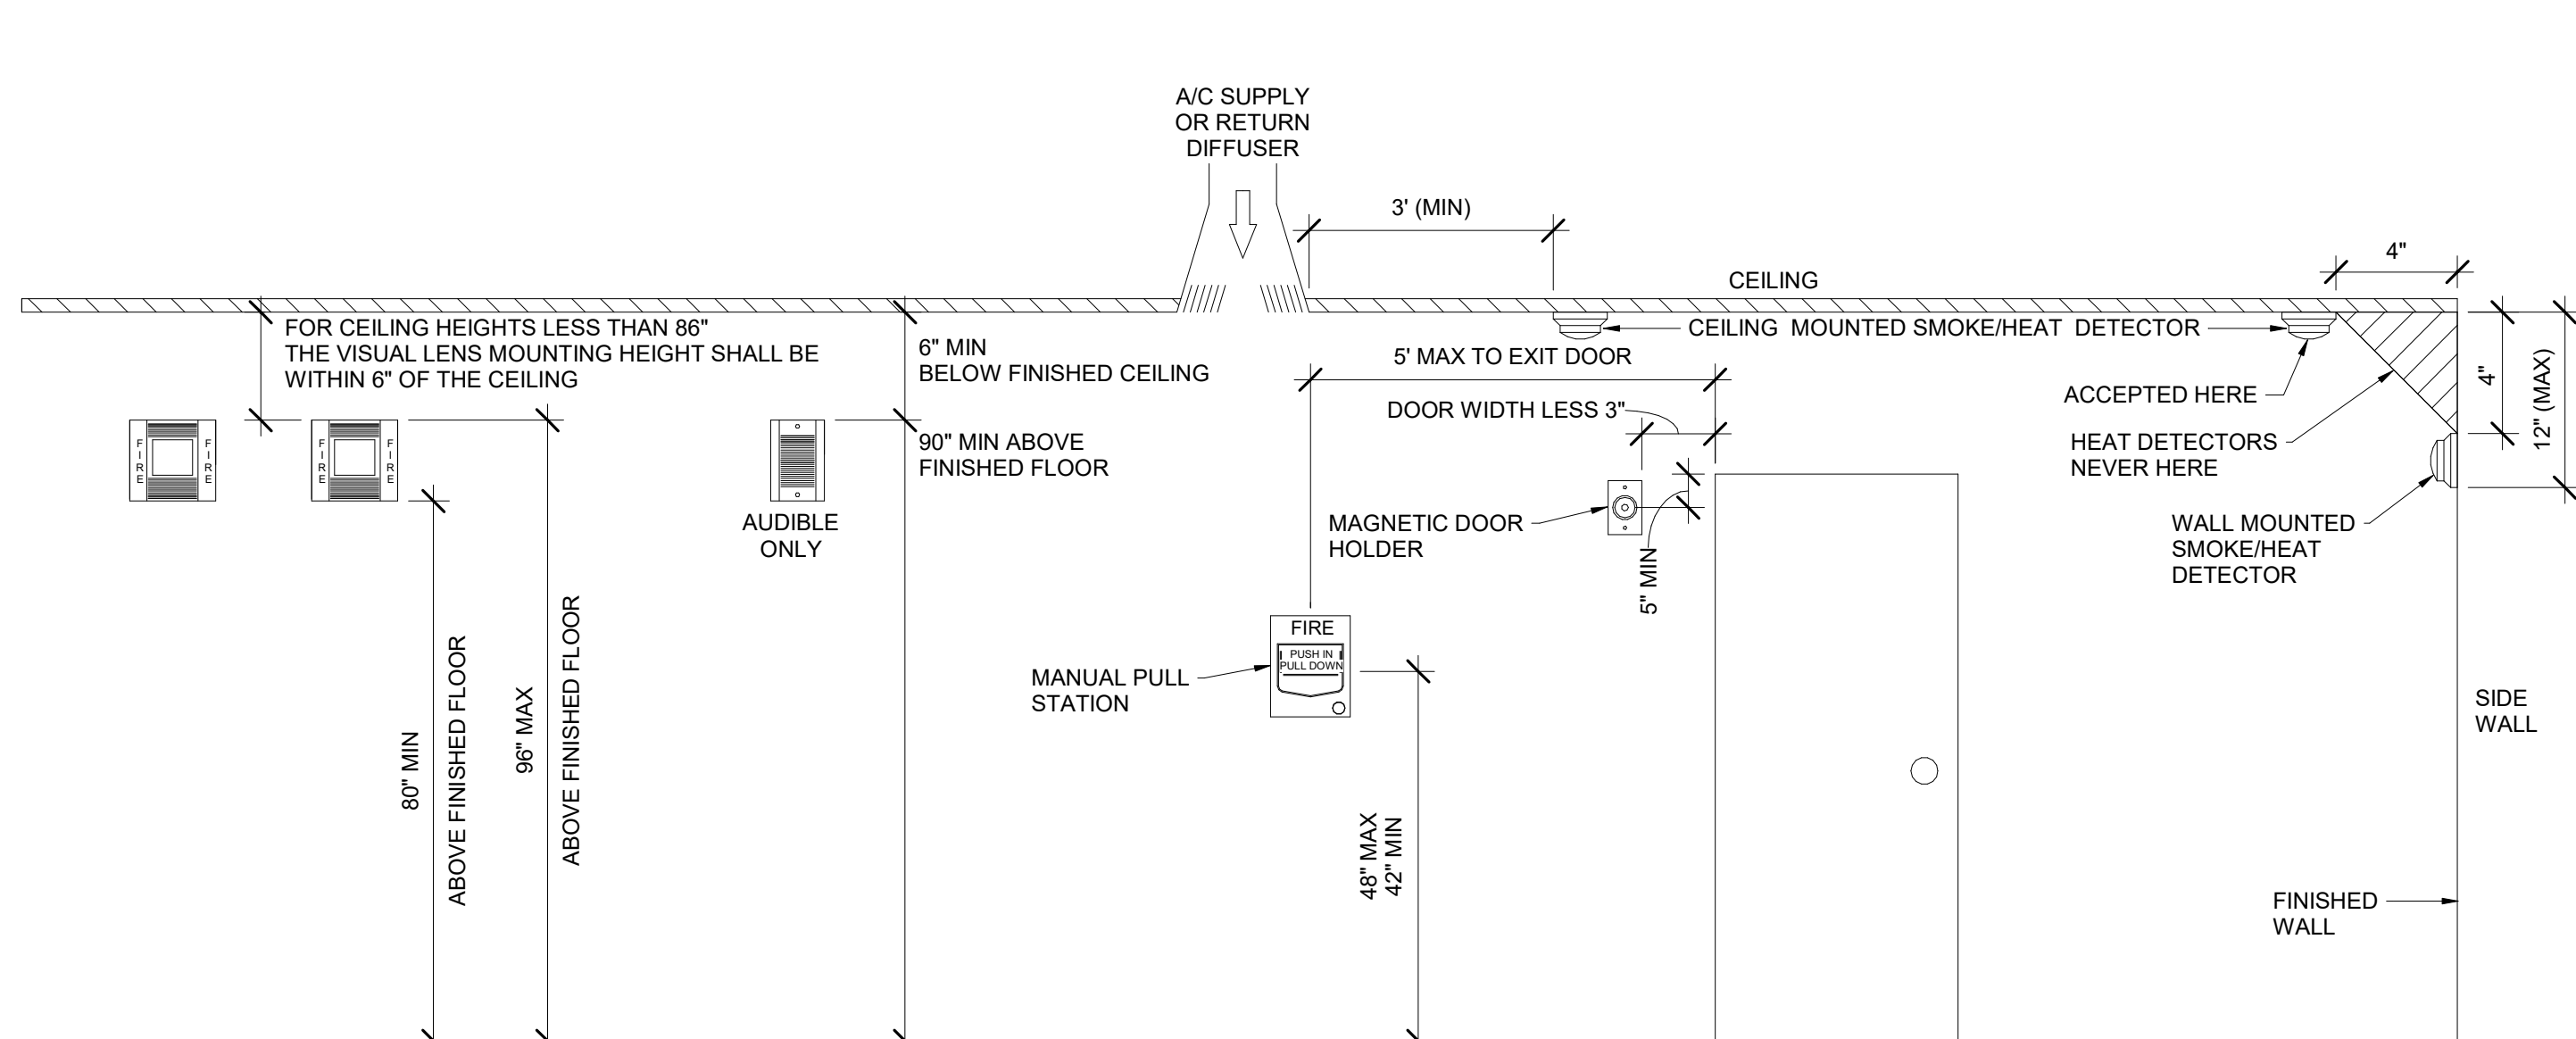 A/C SUPPLY
OR RETURN
DIFFUSER
3' (MIN)
4"
CEILING
FOR CEILING HEIGHTS LESS THAN 86"
THE VISUAL LENS MOUNTING HEIGHT SHALL BE
WITHIN 6" OF THE CEILING
6" MIN
BELOW FINISHED CEILING
CEILING MOUNTED SMOKE/HEAT DETECTOR
5' MAX TO EXIT DOOR
4"
12" (MAX)
ACCEPTED HERE
DOOR WIDTH LESS 3"
HEAT DETECTORS
NEVER HERE
FIRE
FIRE
FIRE
FIRE
90" MIN ABOVE
FINISHED FLOOR
AUDIBLE
ONLY
MAGNETIC DOOR
HOLDER
5" MIN
WALL MOUNTED
SMOKE/HEAT
DETECTOR
FIRE
PUSH IN
PULL DOWN
MANUAL PULL
STATION
SIDE
WALL
80" MIN
ABOVE FINISHED FLOOR
96" MAX
ABOVE FINISHED FLOOR
48" MAX
42" MIN
FINISHED
WALL